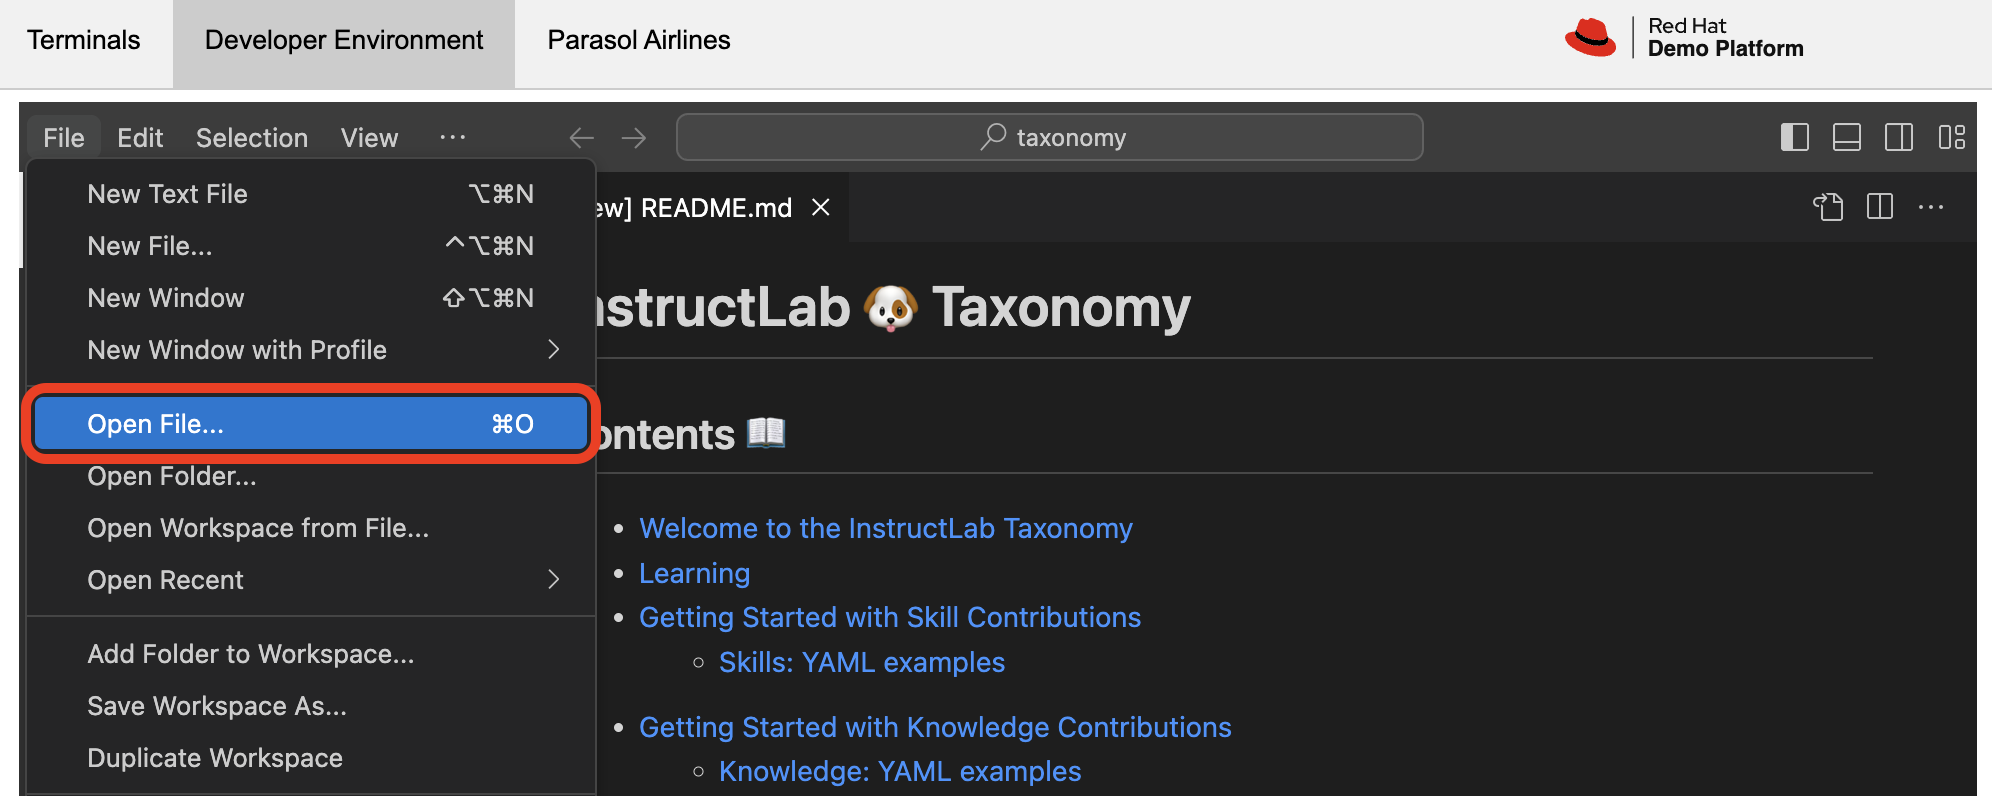 Terminals Developer Environment Parasol Airlines
Red Hat
Demo Platform
File Edit Selection View ··· taxonomy
New Text File ⌥⌘N
New File... ^⌥⌘N
New Window ⇧⌥⌘N
New Window with Profile
Open File... ⌘O
Open Folder...
Open Workspace from File...
Open Recent
Add Folder to Workspace...
Save Workspace As...
Duplicate Workspace
ew] README.md
nstructLab 🐶 Taxonomy
ontents 📖
• Welcome to the InstructLab Taxonomy
• Learning
• Getting Started with Skill Contributions
◦ Skills: YAML examples
• Getting Started with Knowledge Contributions
◦ Knowledge: YAML examples